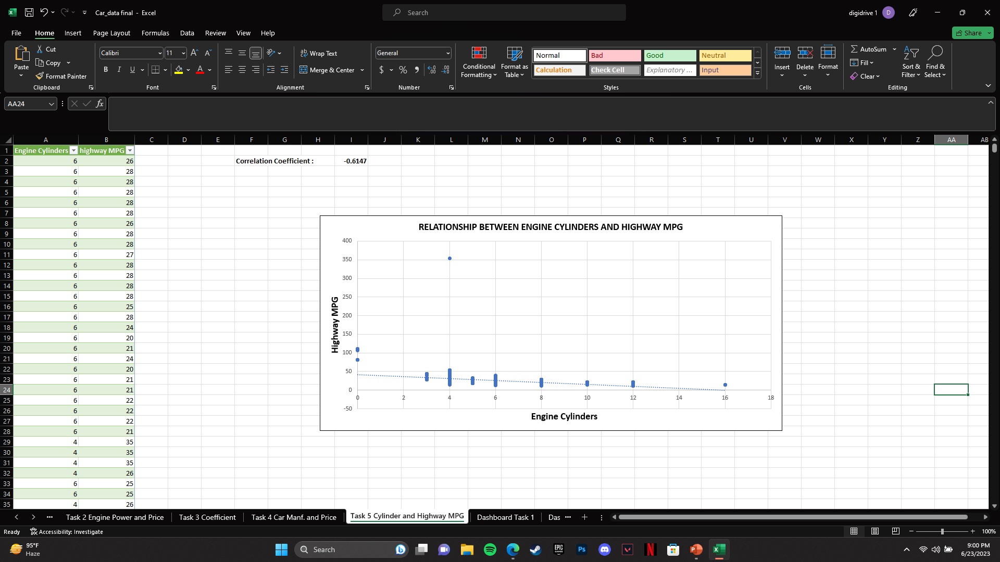 Car_data final - Excel
Search
digidrive 1
D
File Home Insert Page Layout Formulas Data Review View Help
Share
Paste
Cut
Copy
Format Painter
Clipboard
Calibri 11
B I U
Font
Wrap Text
Merge & Center
Alignment
General
$ % ,
Number
Conditional Formatting
Format as Table
Normal Bad Good Neutral
Calculation Check Cell Explanatory ... Input
Styles
Insert Delete Format
Cells
AutoSum
Fill
Clear
Sort & Filter
Find & Select
Editing
AA24
fx
A B C D E F G H I J K L M N O P Q R S T U V W X Y Z AA AB
1 Engine Cylinders highway MPG
2 6 26 Correlation Coefficient : -0.6147
3 6 28
4 6 28
5 6 28
6 6 28
7 6 28
8 6 26
9 6 28
10 6 28
11 6 27
12 6 28
13 6 28
14 6 28
15 6 28
16 6 25
17 6 28
18 6 24
19 6 20
20 6 21
21 6 24
22 6 20
23 6 21
24 6 21
25 6 22
26 6 22
27 6 22
28 6 21
29 4 35
30 4 35
31 4 35
32 4 26
33 6 25
34 6 25
35 4 26
RELATIONSHIP BETWEEN ENGINE CYLINDERS AND HIGHWAY MPG
Highway MPG
400
350
300
250
200
150
100
50
0
-50
0 2 4 6 8 10 12 14 16 18
Engine Cylinders
Task 2 Engine Power and Price Task 3 Coefficient Task 4 Car Manf. and Price Task 5 Cylinder and Highway MPG Dashboard Task 1 Das ...
Ready Accessibility: Investigate
100%
95°F
Haze
Search
EPIC GAMES
Ps
9:00 PM
6/23/2023